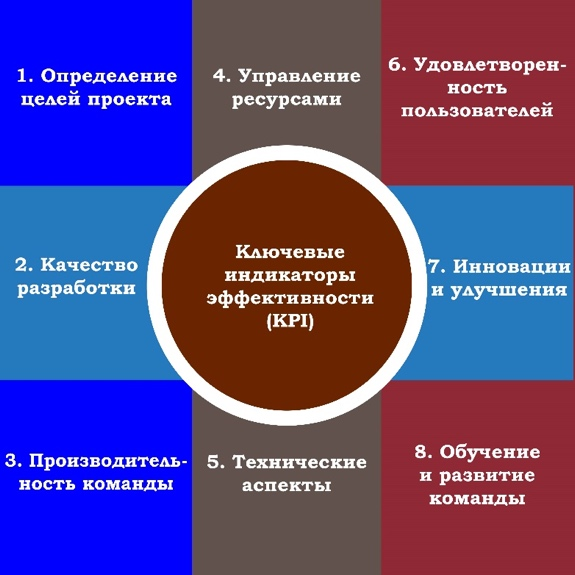 1. Определение
целей проекта
4. Управление
ресурсами
6. Удовлетворен-
ность
пользователей
2. Качество
разработки
Ключевые
индикаторы
эффективности
(KPI)
7. Инновации
и улучшения
3. Производитель-
ность команды
5. Технические
аспекты
8. Обучение
и развитие
команды